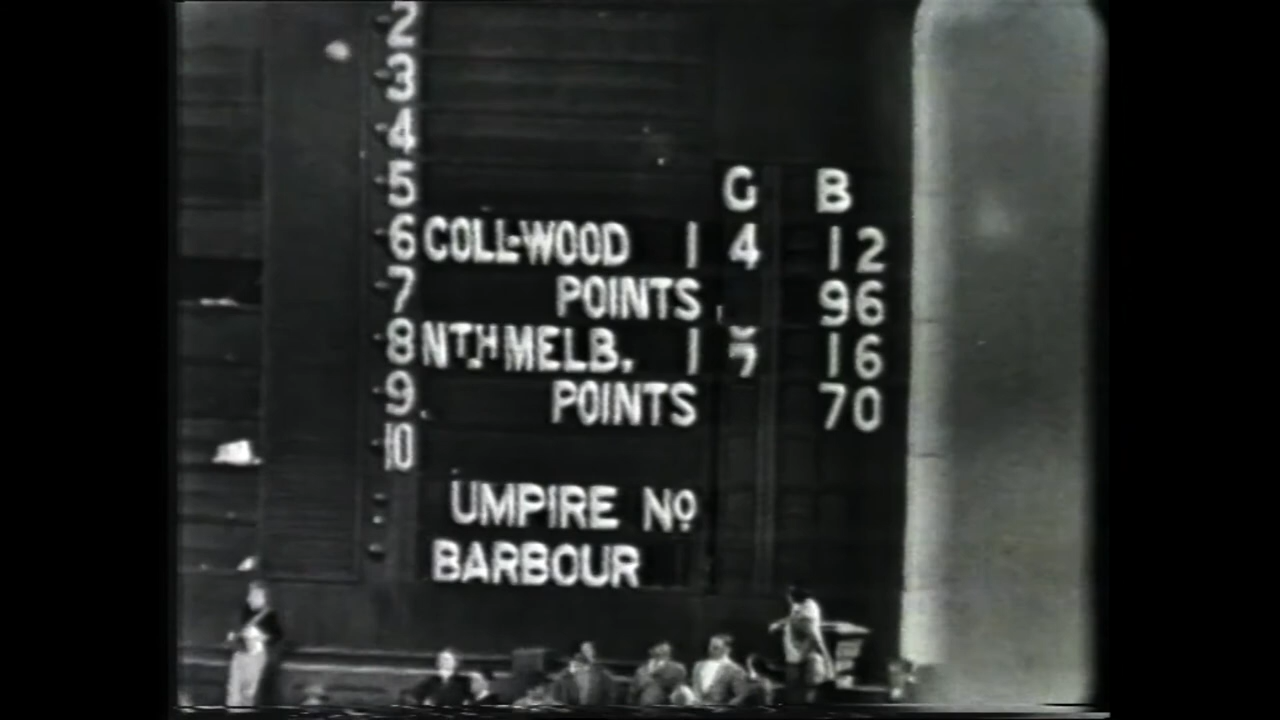 2
3
4
5 G B
6 COLL-WOOD 14 12
7 POINTS 96
8 NTH MELB. 1 16
9 POINTS 70
10
UMPIRE Nº
BARBOUR